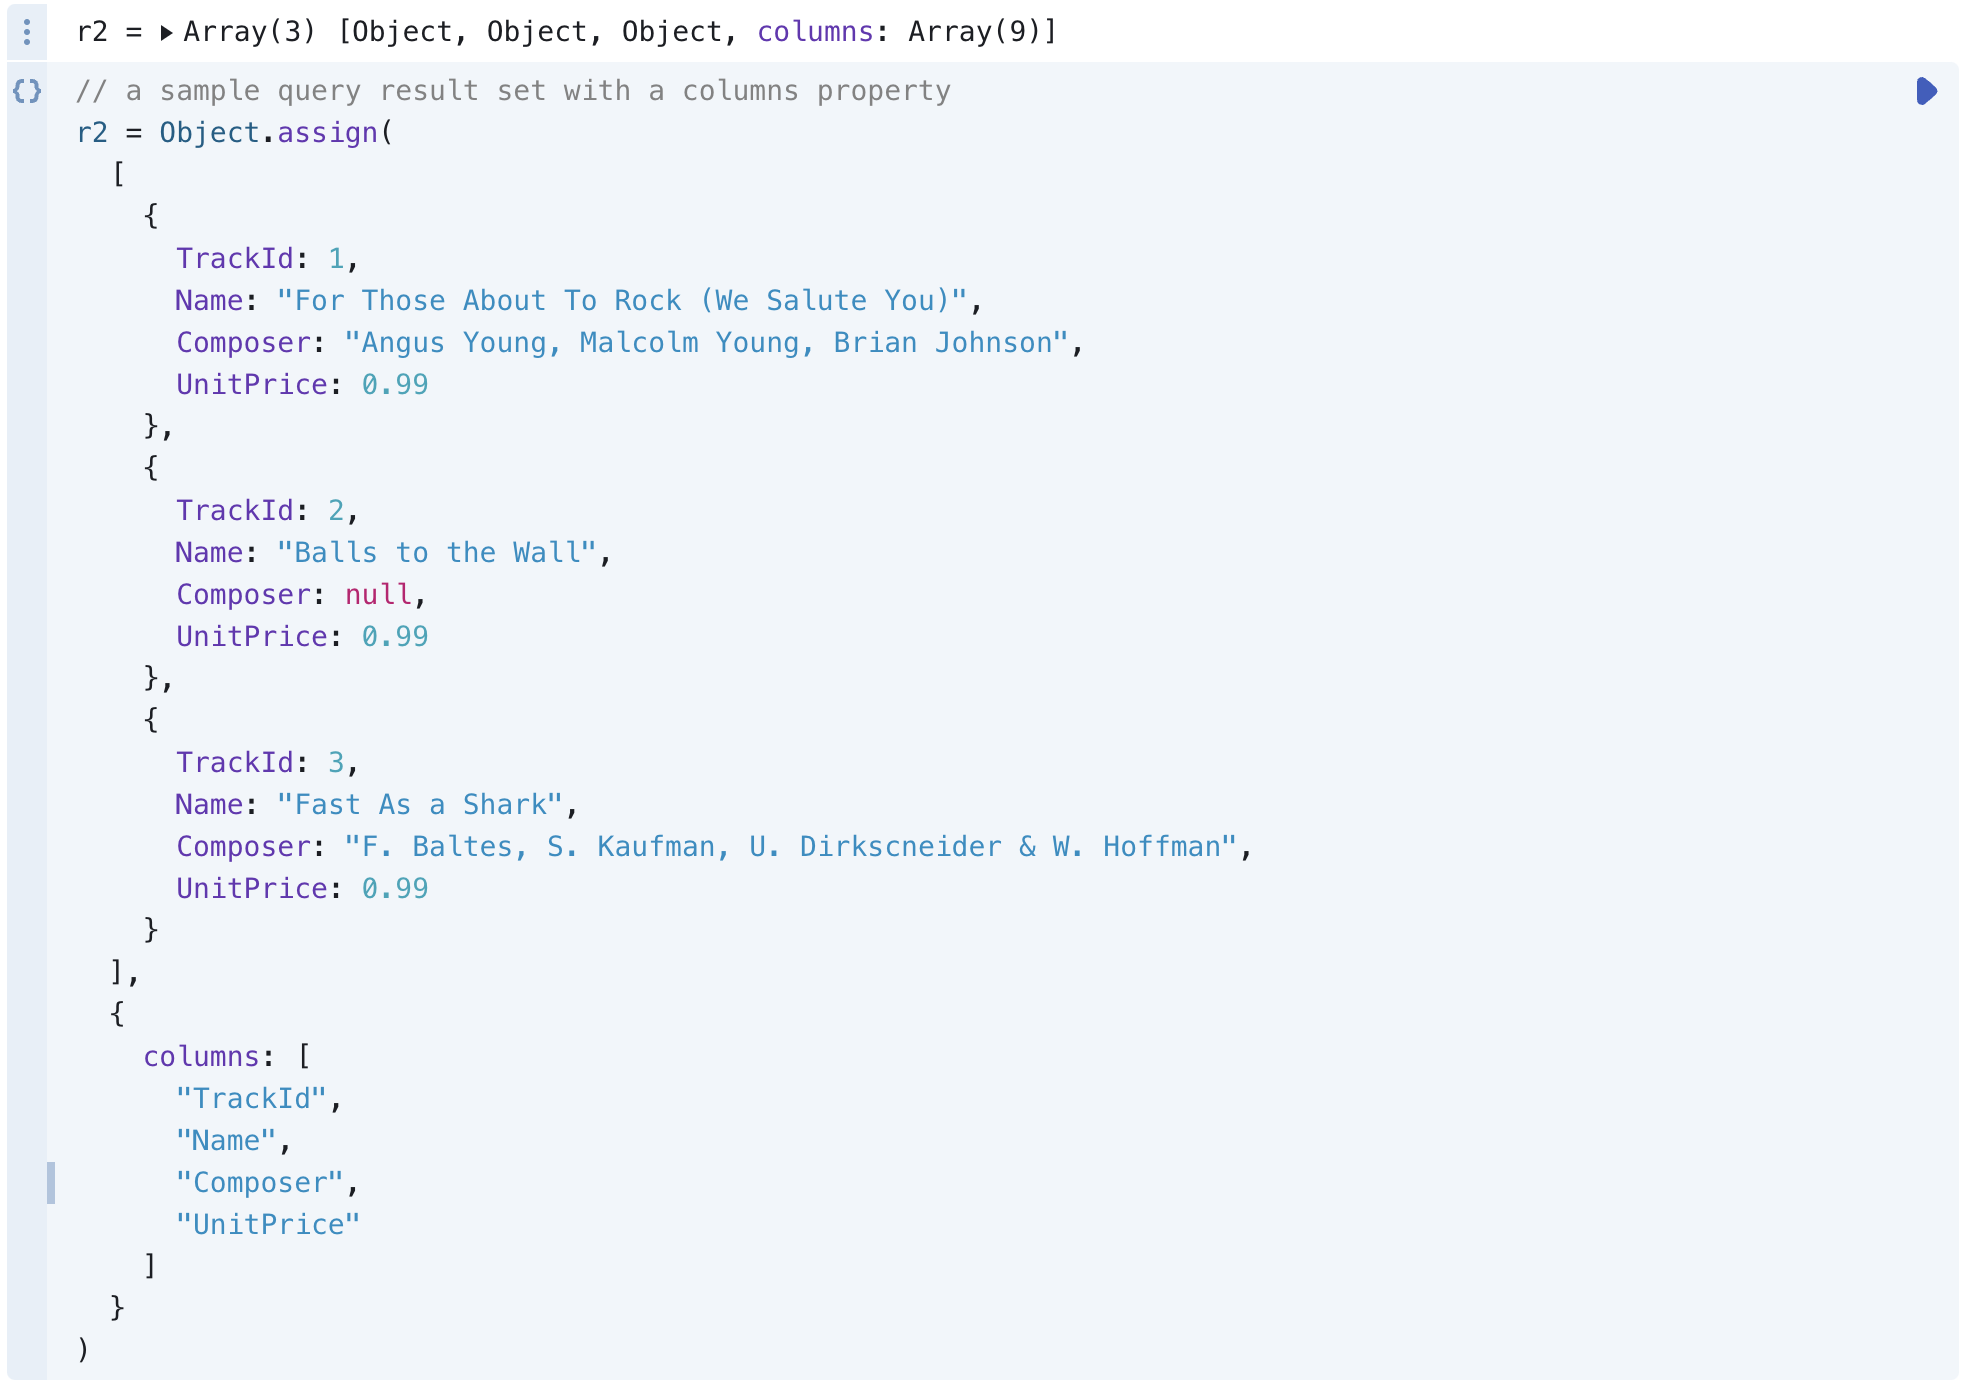 r2 = ▶Array(3) [Object, Object, Object, columns: Array(9)]
// a sample query result set with a columns property
r2 = Object.assign(
  [
    {
      TrackId: 1,
      Name: "For Those About To Rock (We Salute You)",
      Composer: "Angus Young, Malcolm Young, Brian Johnson",
      UnitPrice: 0.99
    },
    {
      TrackId: 2,
      Name: "Balls to the Wall",
      Composer: null,
      UnitPrice: 0.99
    },
    {
      TrackId: 3,
      Name: "Fast As a Shark",
      Composer: "F. Baltes, S. Kaufman, U. Dirkscneider & W. Hoffman",
      UnitPrice: 0.99
    }
  ],
  {
    columns: [
      "TrackId",
      "Name",
      "Composer",
      "UnitPrice"
    ]
  }
)